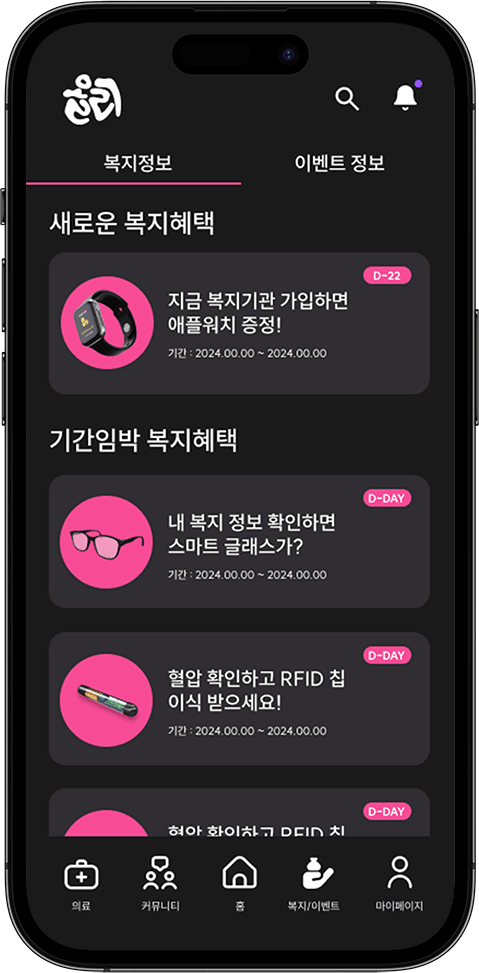 복지정보
이벤트 정보
새로운 복지혜택
D-22
지금 복지기관 가입하면
애플워치 증정!
기간 : 2024.00.00 ~ 2024.00.00
기간임박 복지혜택
D-DAY
내 복지 정보 확인하면
스마트 글래스가?
기간 : 2024.00.00 ~ 2024.00.00
D-DAY
혈압 확인하고 RFID 칩
이식 받으세요!
기간 : 2024.00.00 ~ 2024.00.00
D-DAY
혈압 확인하고 RFID 칩
의료
커뮤니티
홈
복지/이벤트
마이페이지